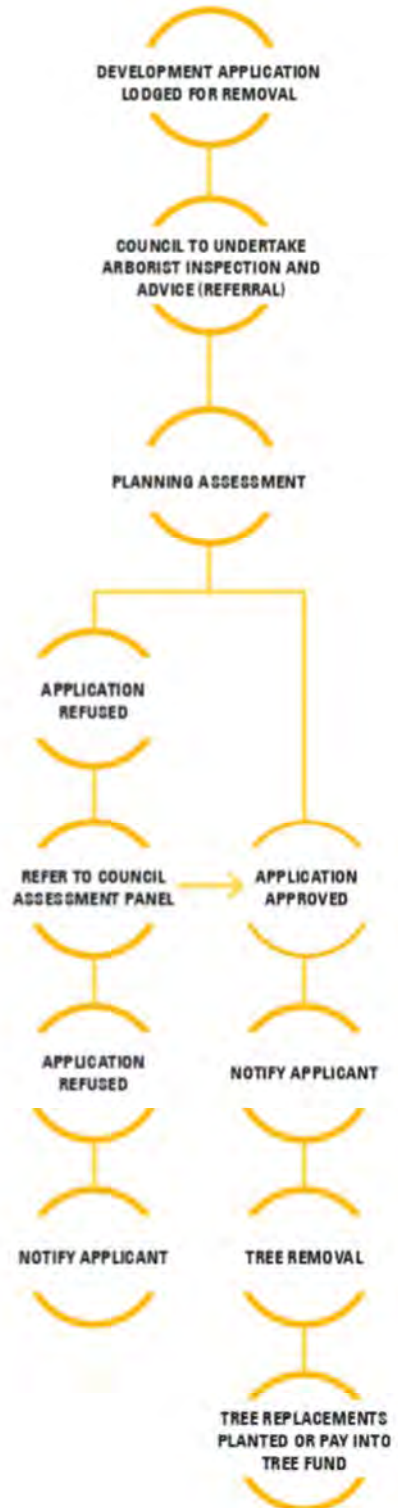 DEVELOPMENT APPLICATION
LODGED FOR REMOVAL
COUNCIL TO UNDERTAKE
ARBORIST INSPECTION AND
ADVICE (REFERRAL)
PLANNING ASSESSMENT
APPLICATION
REFUSED
REFER TO COUNCIL
ASSESSMENT PANEL
APPLICATION
APPROVED
APPLICATION
REFUSED
NOTIFY APPLICANT
NOTIFY APPLICANT
TREE REMOVAL
TREE REPLACEMENTS
PLANTED OR PAY INTO
TREE FUND